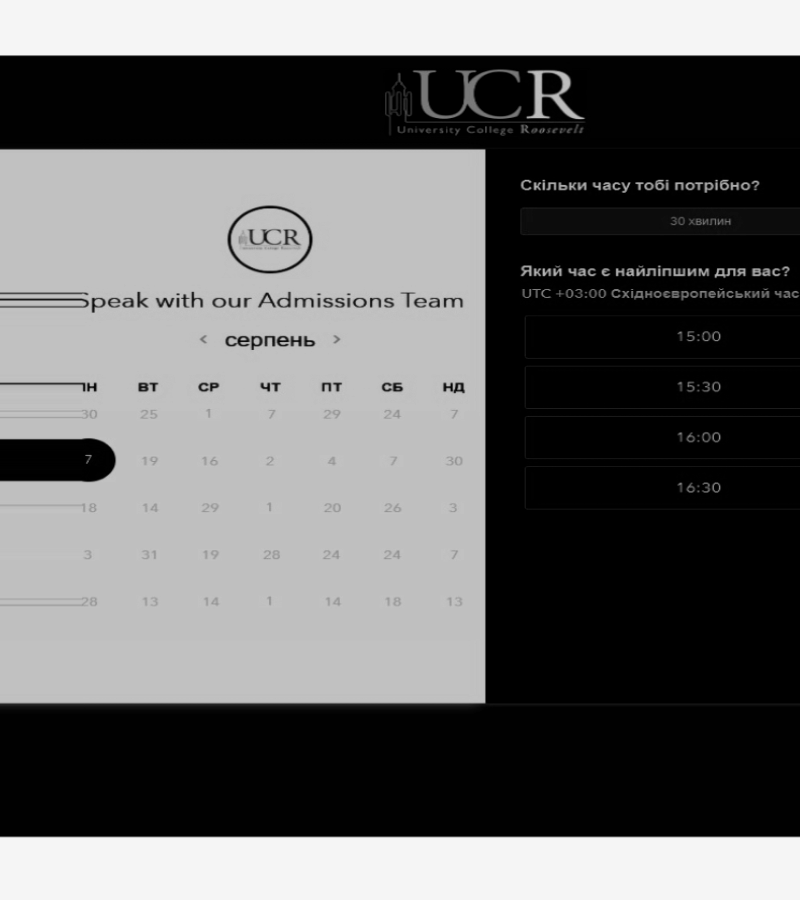 UCR
University College Roosevelt
UCR
Speak with our Admissions Team
< серпень >
ПН ВТ СР ЧТ ПТ СБ НД
30 25 1 7 29 24 7
7 19 16 2 4 7 30
18 14 29 1 20 26 3
3 31 19 28 24 24 7
28 13 14 1 14 18 13
Скільки часу тобі потрібно?
30 хвилин
Який час є найліпшим для вас?
UTC +03:00 Східноєвропейський час
15:00
15:30
16:00
16:30